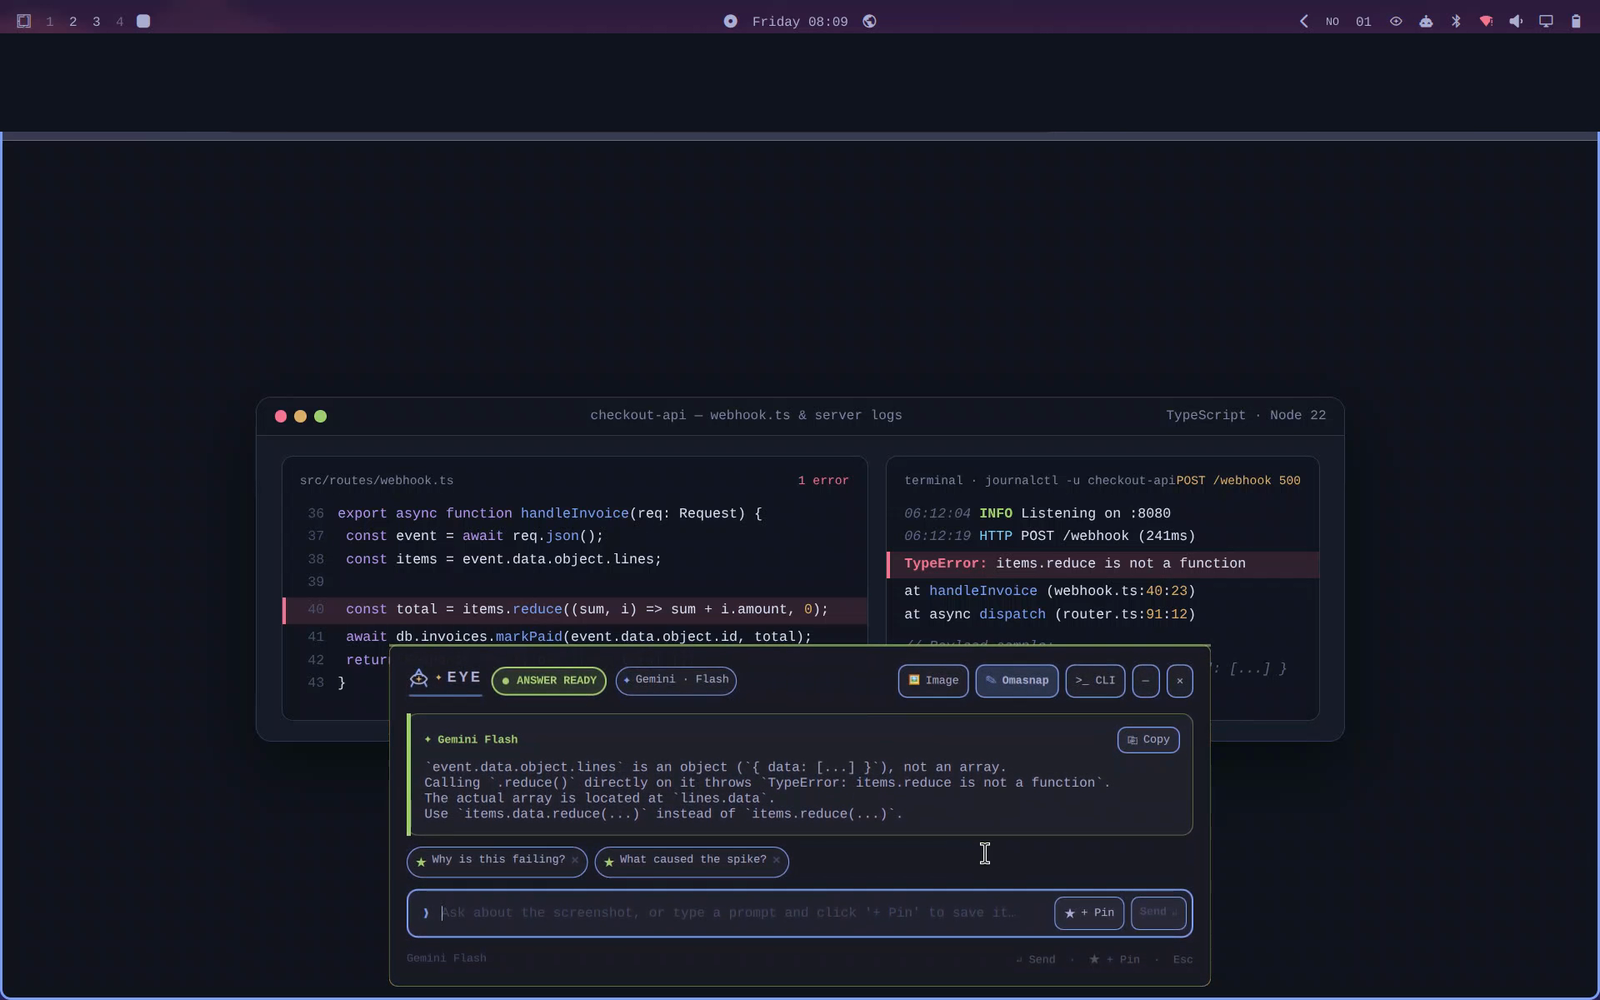 1 2 3 4
Friday 08:09
NO 01
checkout-api — webhook.ts & server logs
TypeScript · Node 22
src/routes/webhook.ts
1 error
36 export async function handleInvoice(req: Request) {
37 const event = await req.json();
38 const items = event.data.object.lines;
39
40 const total = items.reduce((sum, i) => sum + i.amount, 0);
41 await db.invoices.markPaid(event.data.object.id, total);
42 retur
43 }
terminal · journalctl -u checkout-apiPOST /webhook 500
06:12:04 INFO Listening on :8080
06:12:19 HTTP POST /webhook (241ms)
TypeError: items.reduce is not a function
at handleInvoice (webhook.ts:40:23)
at async dispatch (router.ts:91:12)
// Payload sample:
: [...] }
EYE
ANSWER READY
Gemini · Flash
Image
Omasnap
>_ CLI
—
×
Gemini Flash
Copy
`event.data.object.lines` is an object (`{ data: [...] }`), not an array.
Calling `.reduce()` directly on it throws `TypeError: items.reduce is not a function`.
The actual array is located at `lines.data`.
Use `items.data.reduce(...)` instead of `items.reduce(...)`.
★ Why is this failing? ×
★ What caused the spike? ×
❯ Ask about the screenshot, or type a prompt and click '+ Pin' to save it…
★ + Pin
Send
Gemini Flash
⏎ Send · ★ + Pin · Esc